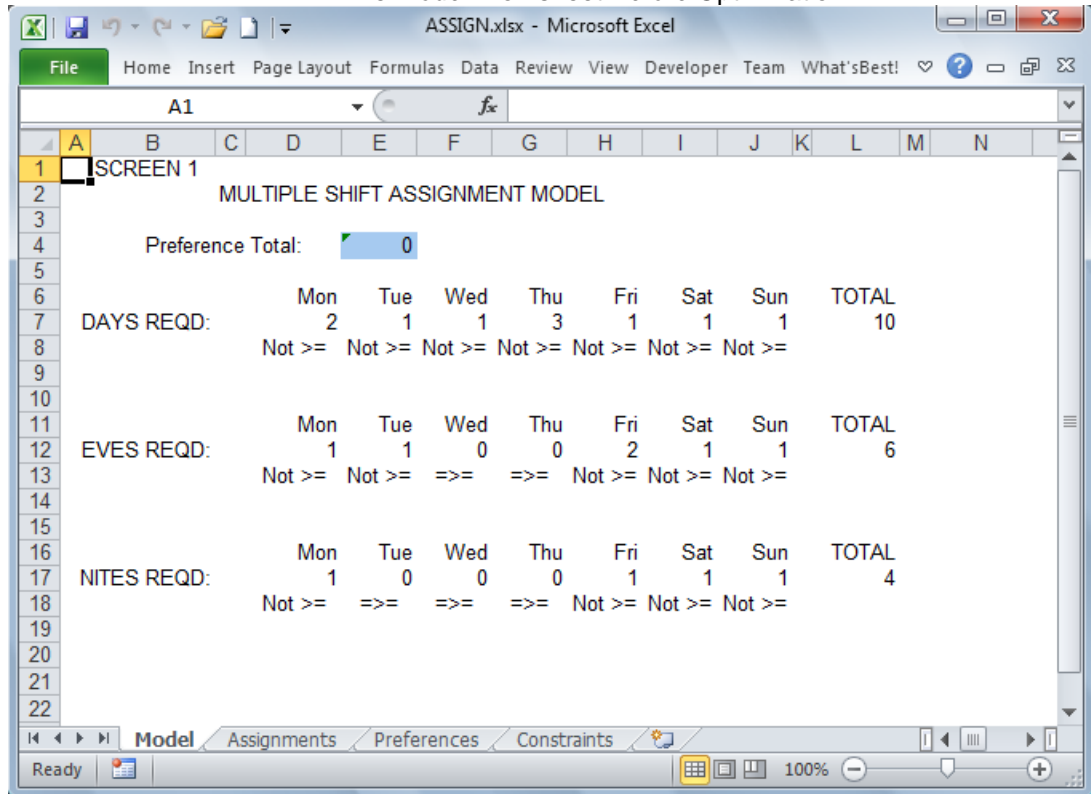 ASSIGN.xlsx - Microsoft Excel
File Home Insert Page Layout Formulas Data Review View Developer Team What'sBest!
A1 fx
A B C D E F G H I J K L M N
1 SCREEN 1
2 MULTIPLE SHIFT ASSIGNMENT MODEL
3
4 Preference Total: 0
5
6 Mon Tue Wed Thu Fri Sat Sun TOTAL
7 DAYS REQD: 2 1 1 3 1 1 1 10
8 Not >= Not >= Not >= Not >= Not >= Not >= Not >=
9
10
11 Mon Tue Wed Thu Fri Sat Sun TOTAL
12 EVES REQD: 1 1 0 0 2 1 1 6
13 Not >= Not >= =>= =>= Not >= Not >= Not >=
14
15
16 Mon Tue Wed Thu Fri Sat Sun TOTAL
17 NITES REQD: 1 0 0 0 1 1 1 4
18 Not >= =>= =>= =>= Not >= Not >= Not >=
19
20
21
22
Model Assignments Preferences Constraints
Ready 100%